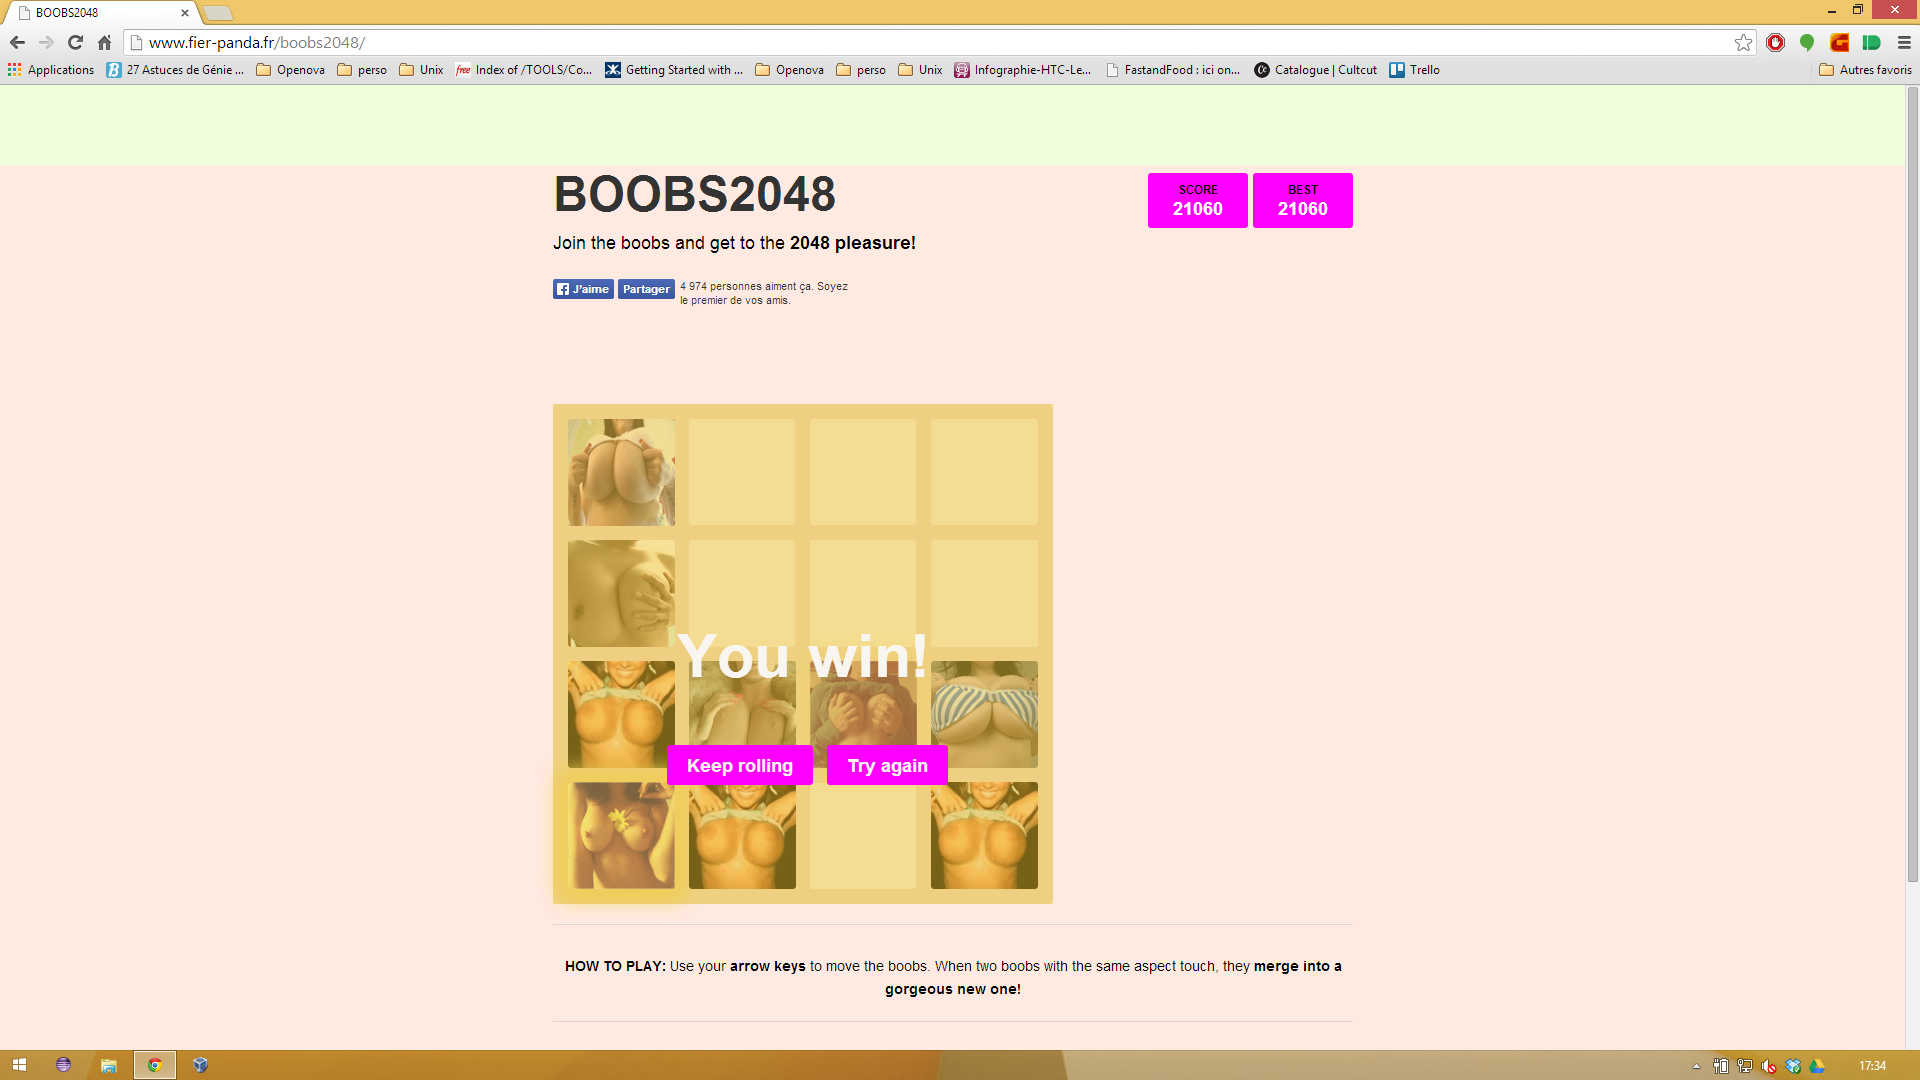 BOOBS2048
www.fier-panda.fr/boobs2048/
Applications
27 Astuces de Génie ...
Openova
perso
Unix
free Index of /TOOLS/Co...
Getting Started with ...
Openova
perso
Unix
Infographie-HTC-Le...
FastandFood : ici on...
Catalogue | Cultcut
Trello
Autres favoris
BOOBS2048
SCORE
21060
BEST
21060
Join the boobs and get to the 2048 pleasure!
J'aime
Partager
4 974 personnes aiment ça. Soyez
le premier de vos amis.
You win!
Keep rolling
Try again
HOW TO PLAY: Use your arrow keys to move the boobs. When two boobs with the same aspect touch, they merge into a
gorgeous new one!
17:34